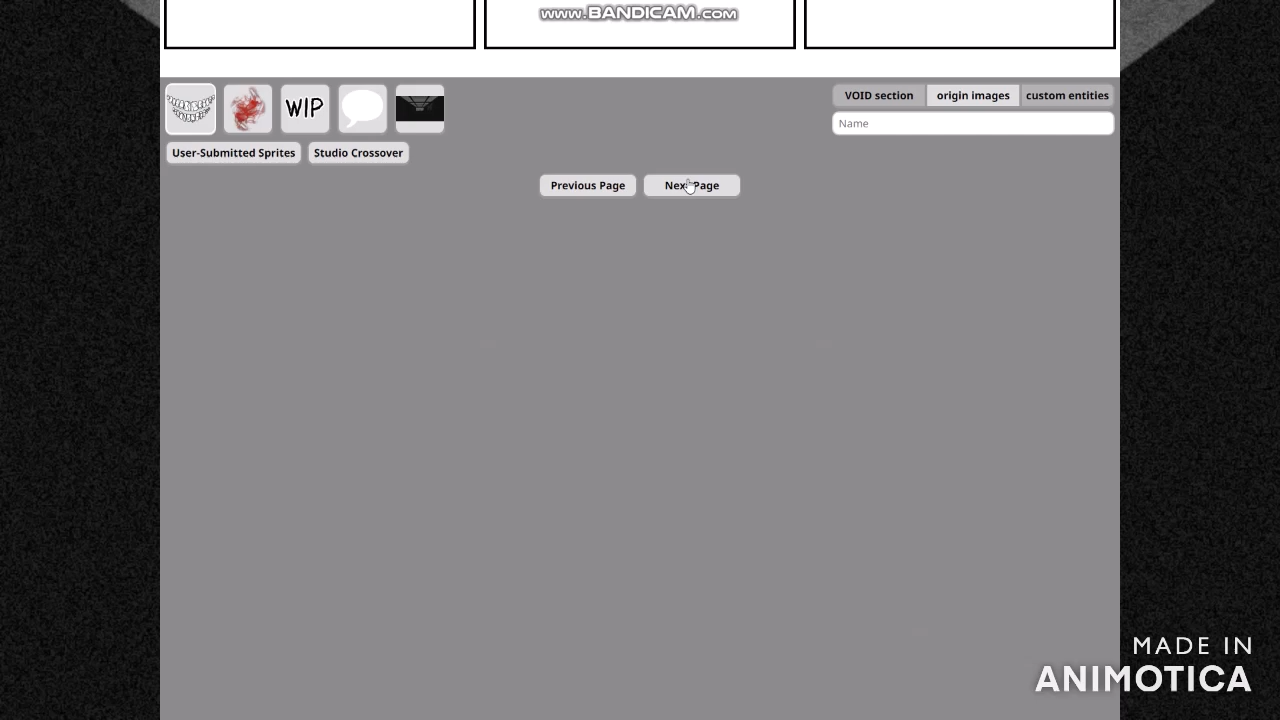 www.BANDICAM.com
WIP
VOID section
origin images
custom entities
Name
User-Submitted Sprites
Studio Crossover
Previous Page
Next Page
MADE IN
ANIMOTICA